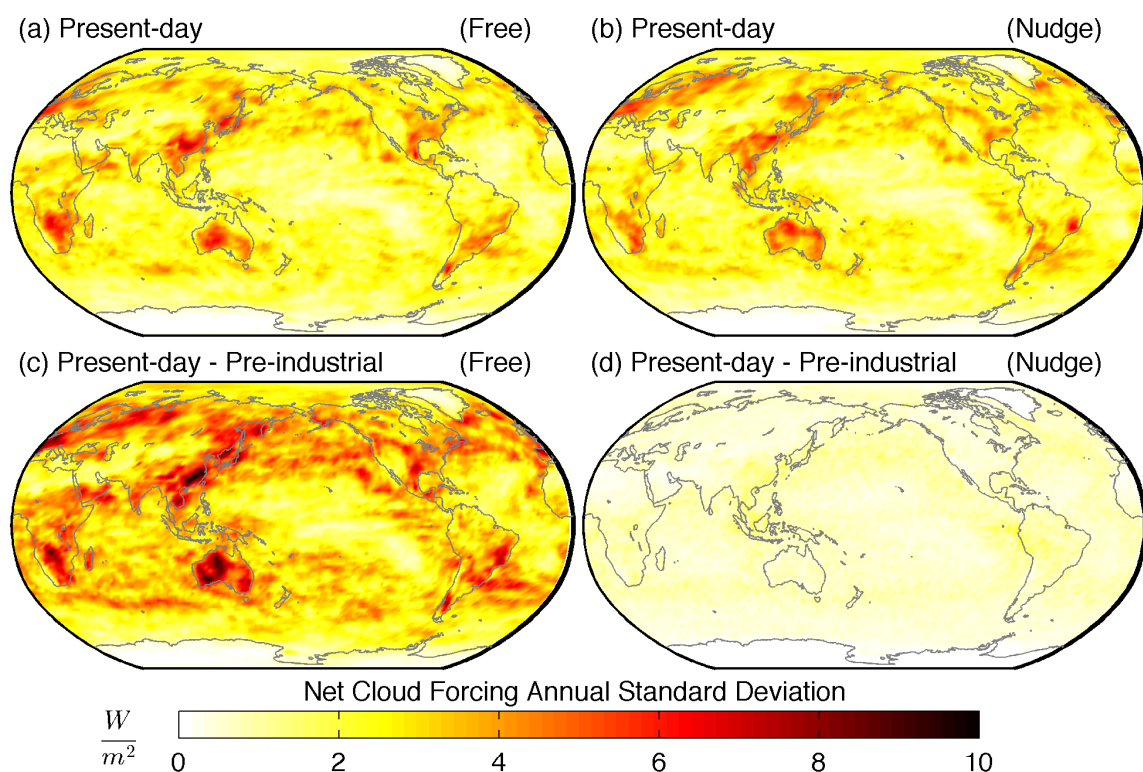 (a) Present-day (Free)
(b) Present-day (Nudge)
(c) Present-day - Pre-industrial (Free)
(d) Present-day - Pre-industrial (Nudge)
Net Cloud Forcing Annual Standard Deviation
W
m²
0 2 4 6 8 10